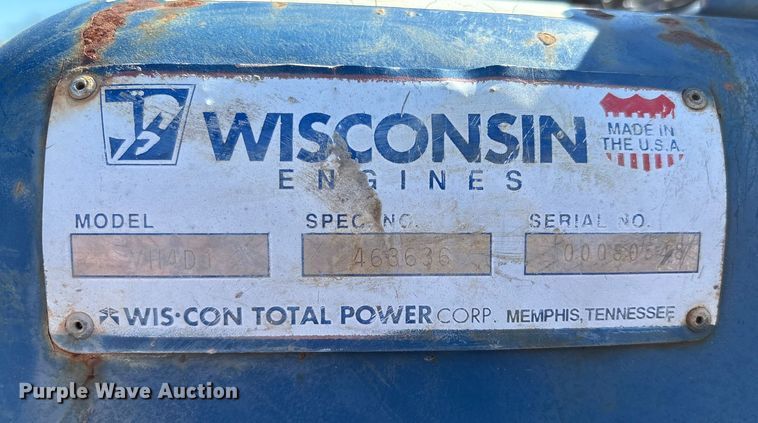 WISCONSIN
ENGINES
MADE IN
THE U.S.A.
MODEL SPEC. NO. SERIAL NO.
463636
WIS·CON TOTAL POWER CORP. MEMPHIS, TENNESSEE
Purple Wave Auction